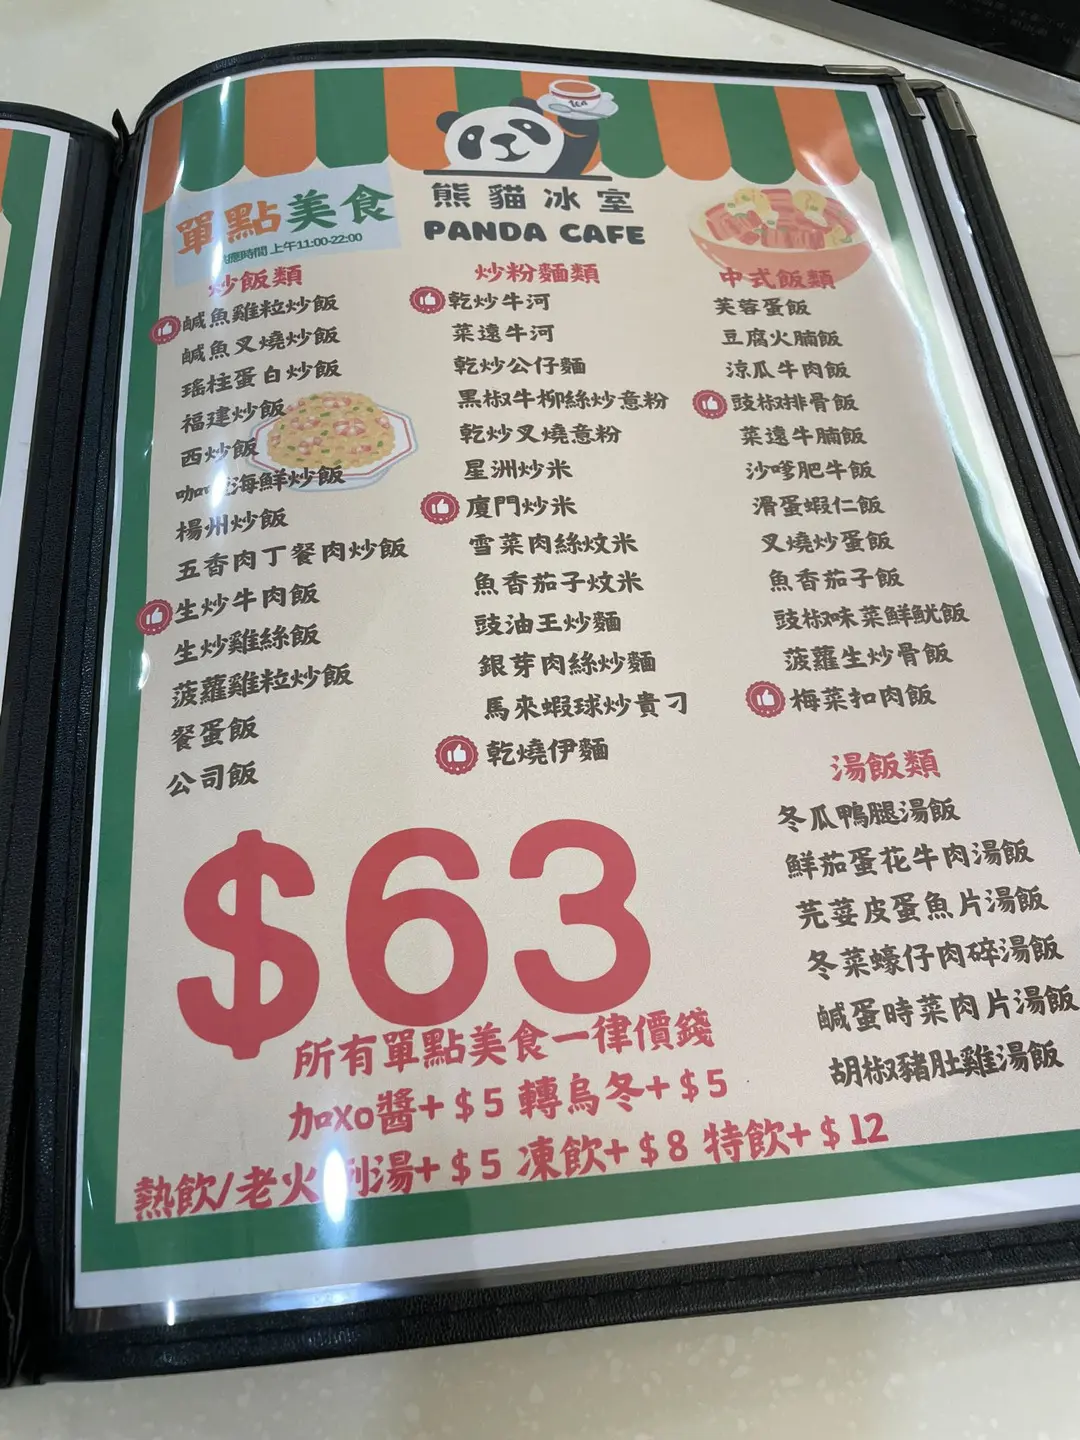 tea
熊貓冰室
PANDA CAFE
單點美食
應時間 上午11:00-22:00
炒飯類
鹹魚雞粒炒飯
鹹魚叉燒炒飯
瑤柱蛋白炒飯
福建炒飯
西炒飯
咖 海鮮炒飯
楊州炒飯
五香肉丁餐肉炒飯
生炒牛肉飯
生炒雞絲飯
菠蘿雞粒炒飯
餐蛋飯
公司飯
炒粉麵類
乾炒牛河
菜遠牛河
乾炒公仔麵
黑椒牛柳絲炒意粉
乾炒叉燒意粉
星洲炒米
廈門炒米
雪菜肉絲炆米
魚香茄子炆米
豉油王炒麵
銀芽肉絲炒麵
馬來蝦球炒貴刁
乾燒伊麵
中式飯類
芙蓉蛋飯
豆腐火腩飯
涼瓜牛肉飯
豉椒排骨飯
菜遠牛腩飯
沙嗲肥牛飯
滑蛋蝦仁飯
叉燒炒蛋飯
魚香茄子飯
豉椒味菜鮮魷飯
菠蘿生炒骨飯
梅菜扣肉飯
湯飯類
冬瓜鴨腿湯飯
鮮茄蛋花牛肉湯飯
芫荽皮蛋魚片湯飯
冬菜蠔仔肉碎湯飯
鹹蛋時菜肉片湯飯
胡椒豬肚雞湯飯
$63
所有單點美食一律價錢
加xo醬+$5 轉烏冬+$5
熱飲/老火 湯+$5 凍飲+$8 特飲+$12